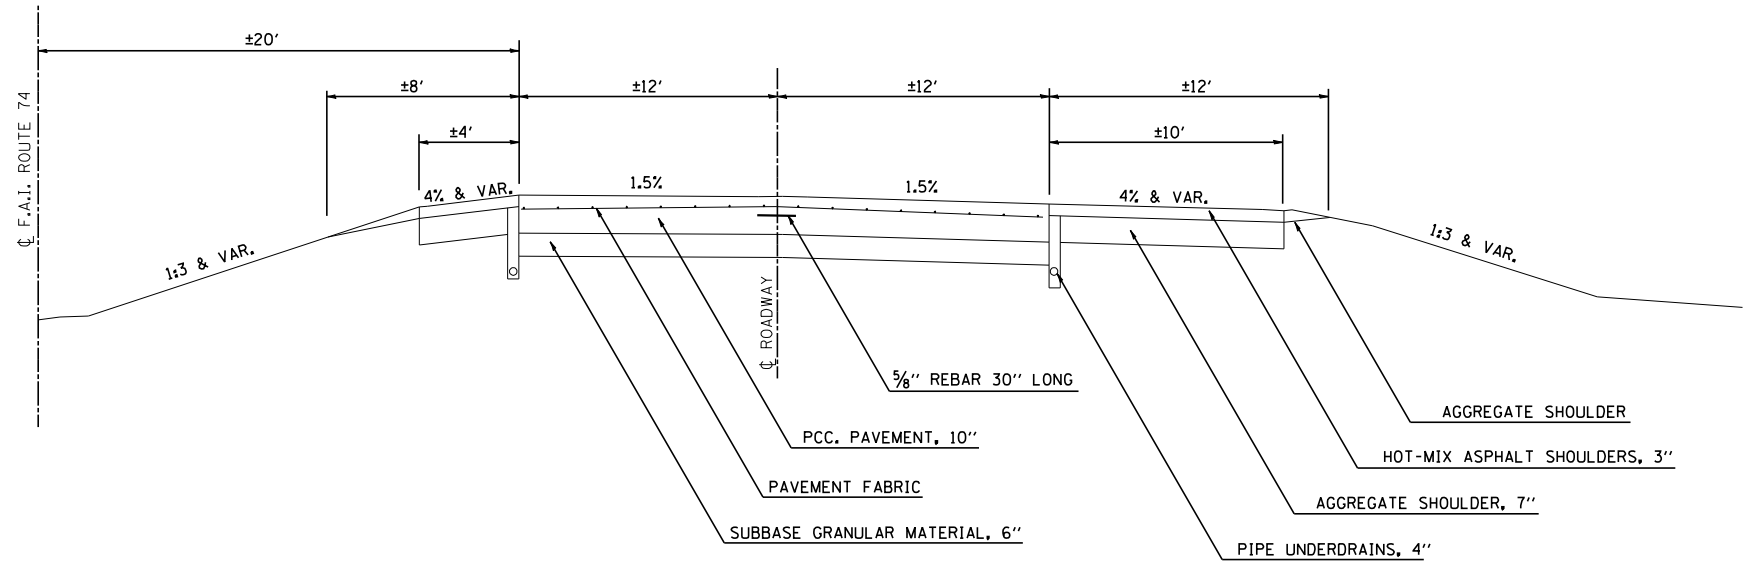 ±20'
±8'
±12'
±12'
±12'
±4'
±10'
℄ F.A.I. ROUTE 74
4% & VAR.
1.5%
1.5%
4% & VAR.
1:3 & VAR.
1:3 & VAR.
℄ ROADWAY
5/8" REBAR 30" LONG
AGGREGATE SHOULDER
PCC. PAVEMENT, 10"
HOT-MIX ASPHALT SHOULDERS, 3"
PAVEMENT FABRIC
AGGREGATE SHOULDER, 7"
SUBBASE GRANULAR MATERIAL, 6"
PIPE UNDERDRAINS, 4"